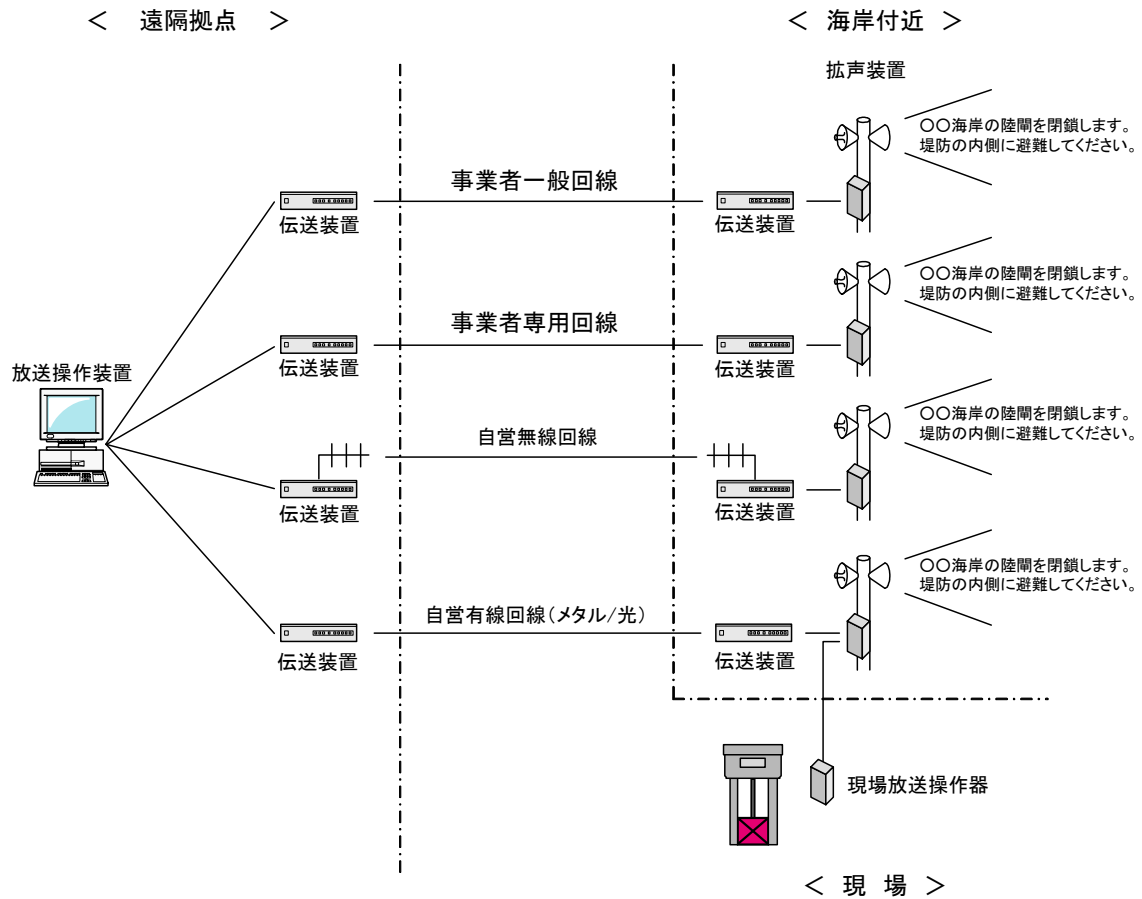 ＜　遠隔拠点　＞
＜ 海岸付近 ＞
拡声装置
〇〇海岸の陸閘を閉鎖します。
堤防の内側に避難してください。
事業者一般回線
伝送装置
伝送装置
〇〇海岸の陸閘を閉鎖します。
堤防の内側に避難してください。
事業者専用回線
伝送装置
伝送装置
放送操作装置
〇〇海岸の陸閘を閉鎖します。
堤防の内側に避難してください。
自営無線回線
伝送装置
伝送装置
〇〇海岸の陸閘を閉鎖します。
堤防の内側に避難してください。
自営有線回線(メタル/光)
伝送装置
伝送装置
現場放送操作器
＜ 現 場 ＞